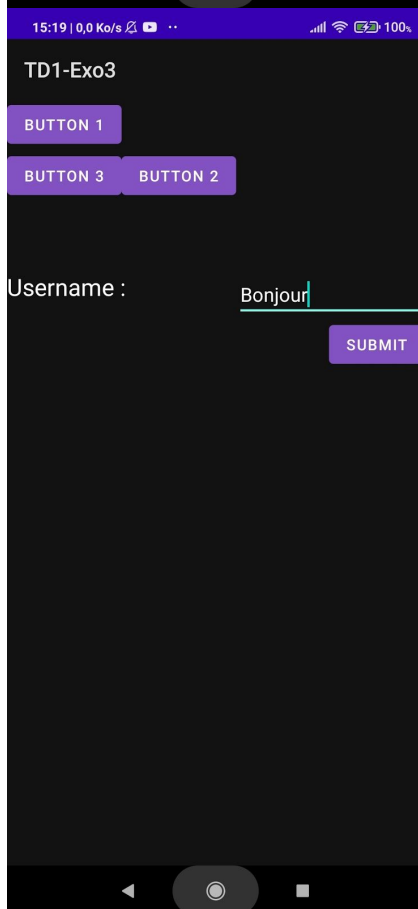 15:19 | 0,0 Ko/s 100%
TD1-Exo3
BUTTON 1
BUTTON 3 BUTTON 2
Username :
Bonjour
SUBMIT